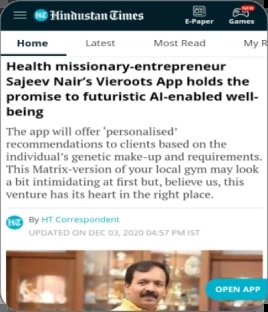 Hindustan Times
E-Paper
NEW
Games
Home Latest Most Read My R
Health missionary-entrepreneur
Sajeev Nair's Vieroots App holds the
promise to futuristic AI-enabled well-
being
The app will offer 'personalised'
recommendations to clients based on the
individual's genetic make-up and requirements.
This Matrix-version of your local gym may look
a bit intimidating at first but, believe us, this
venture has its heart in the right place.
HT
By HT Correspondent
UPDATED ON DEC 03, 2020 04:57 PM IST
OPEN APP